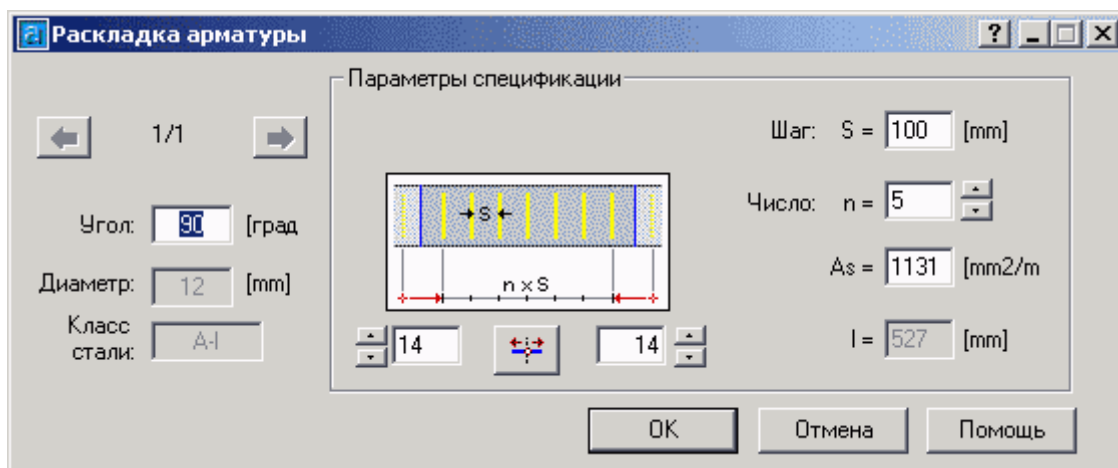 Раскладка арматуры
Параметры спецификации
1/1
Шаг: S = 100 [mm]
Угол: 90 [град
Число: n = 5
S
Диаметр: 12 [mm]
As = 1131 [mm2/m
n x S
Класс
стали: A-I
14 14
l = 527 [mm]
OK Отмена Помощь